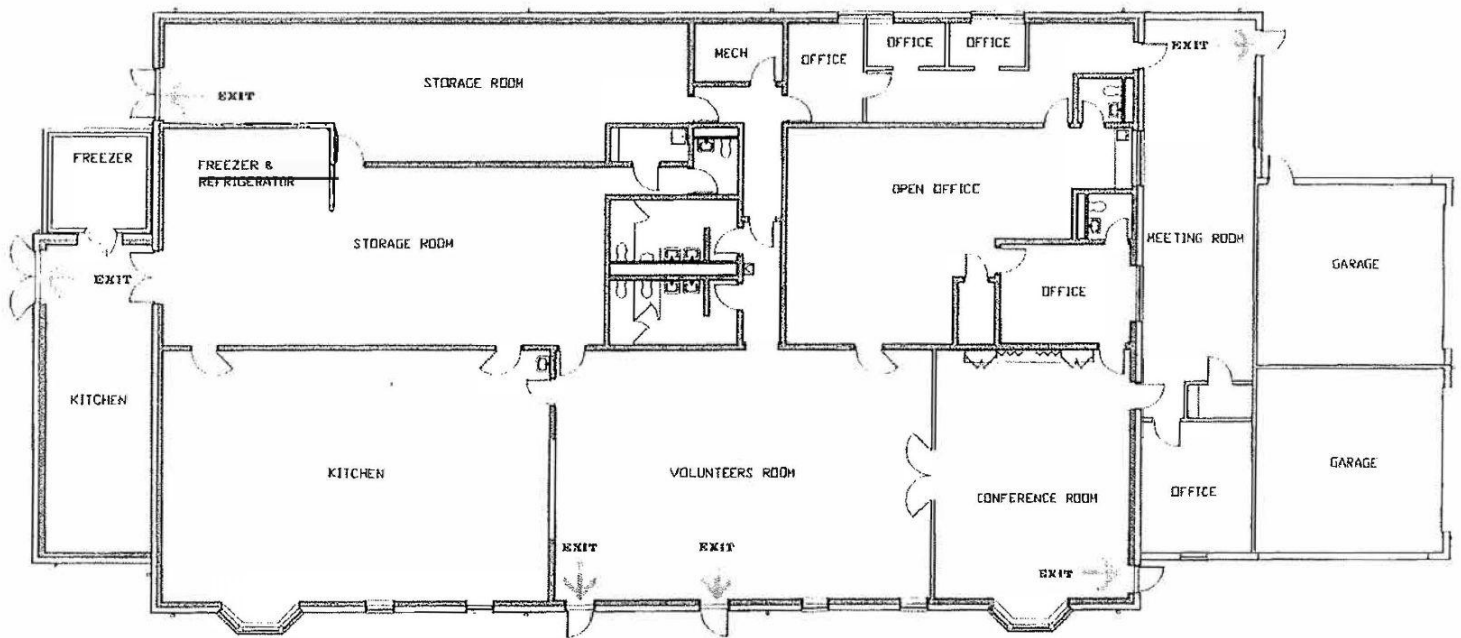 OFFICE
OFFICE
EXIT
MECH
OFFICE
STORAGE ROOM
EXIT
FREEZER
FREEZER &
REFRIGERATOR
OPEN OFFICE
STORAGE ROOM
MEETING ROOM
GARAGE
EXIT
OFFICE
KITCHEN
KITCHEN
VOLUNTEERS ROOM
GARAGE
CONFERENCE ROOM
OFFICE
EXIT
EXIT
EXIT